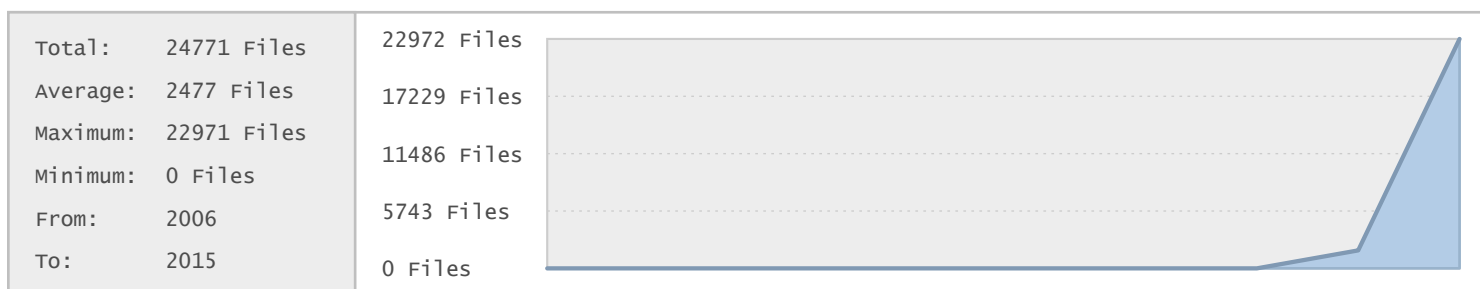 Total: 24771 Files
Average: 2477 Files
Maximum: 22971 Files
Minimum: 0 Files
From: 2006
To: 2015
22972 Files
17229 Files
11486 Files
5743 Files
0 Files